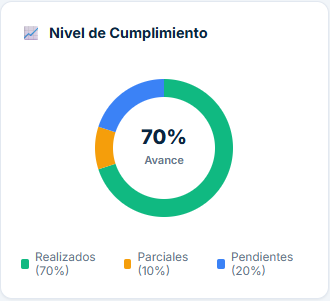 Nivel de Cumplimiento
70%
Avance
Realizados
(70%)
Parciales
(10%)
Pendientes
(20%)